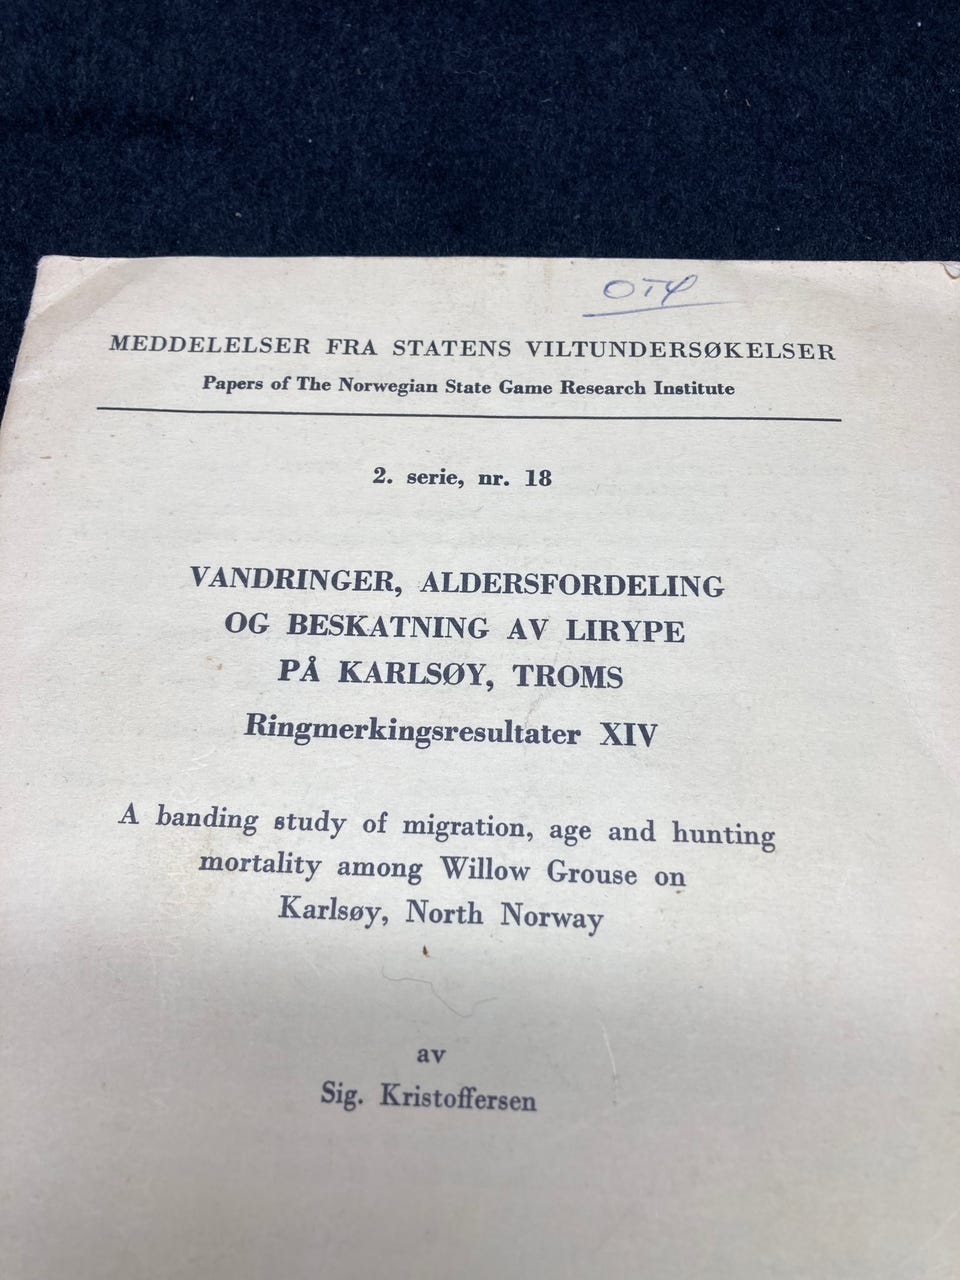 MEDDELELSER FRA STATENS VILTUNDERSØKELSER
Papers of The Norwegian State Game Research Institute
2. serie, nr. 18
VANDRINGER, ALDERSFORDELING
OG BESKATNING AV LIRYPE
PÅ KARLSØY, TROMS
Ringmerkingsresultater XIV
A banding study of migration, age and hunting
mortality among Willow Grouse on
Karlsøy, North Norway
av
Sig. Kristoffersen